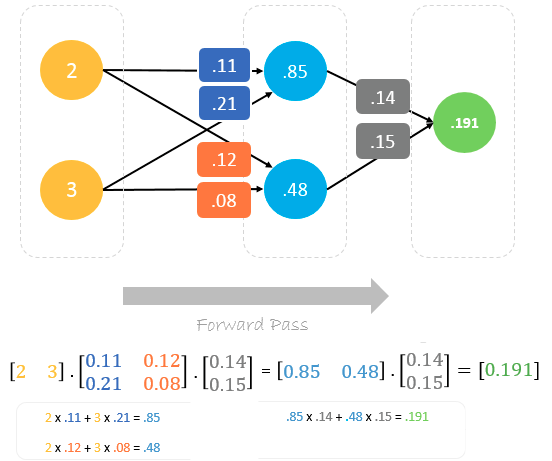 2
.11
.85
.21
.14
.191
.15
.12
3
.48
.08
Forward Pass
[2 3] . [0.11 0.12 0.21 0.08] . [0.14 0.15] = [0.85 0.48] . [0.14 0.15] = [0.191]
2 x .11 + 3 x .21 = .85
.85 x .14 + .48 x .15 = .191
2 x .12 + 3 x .08 = .48